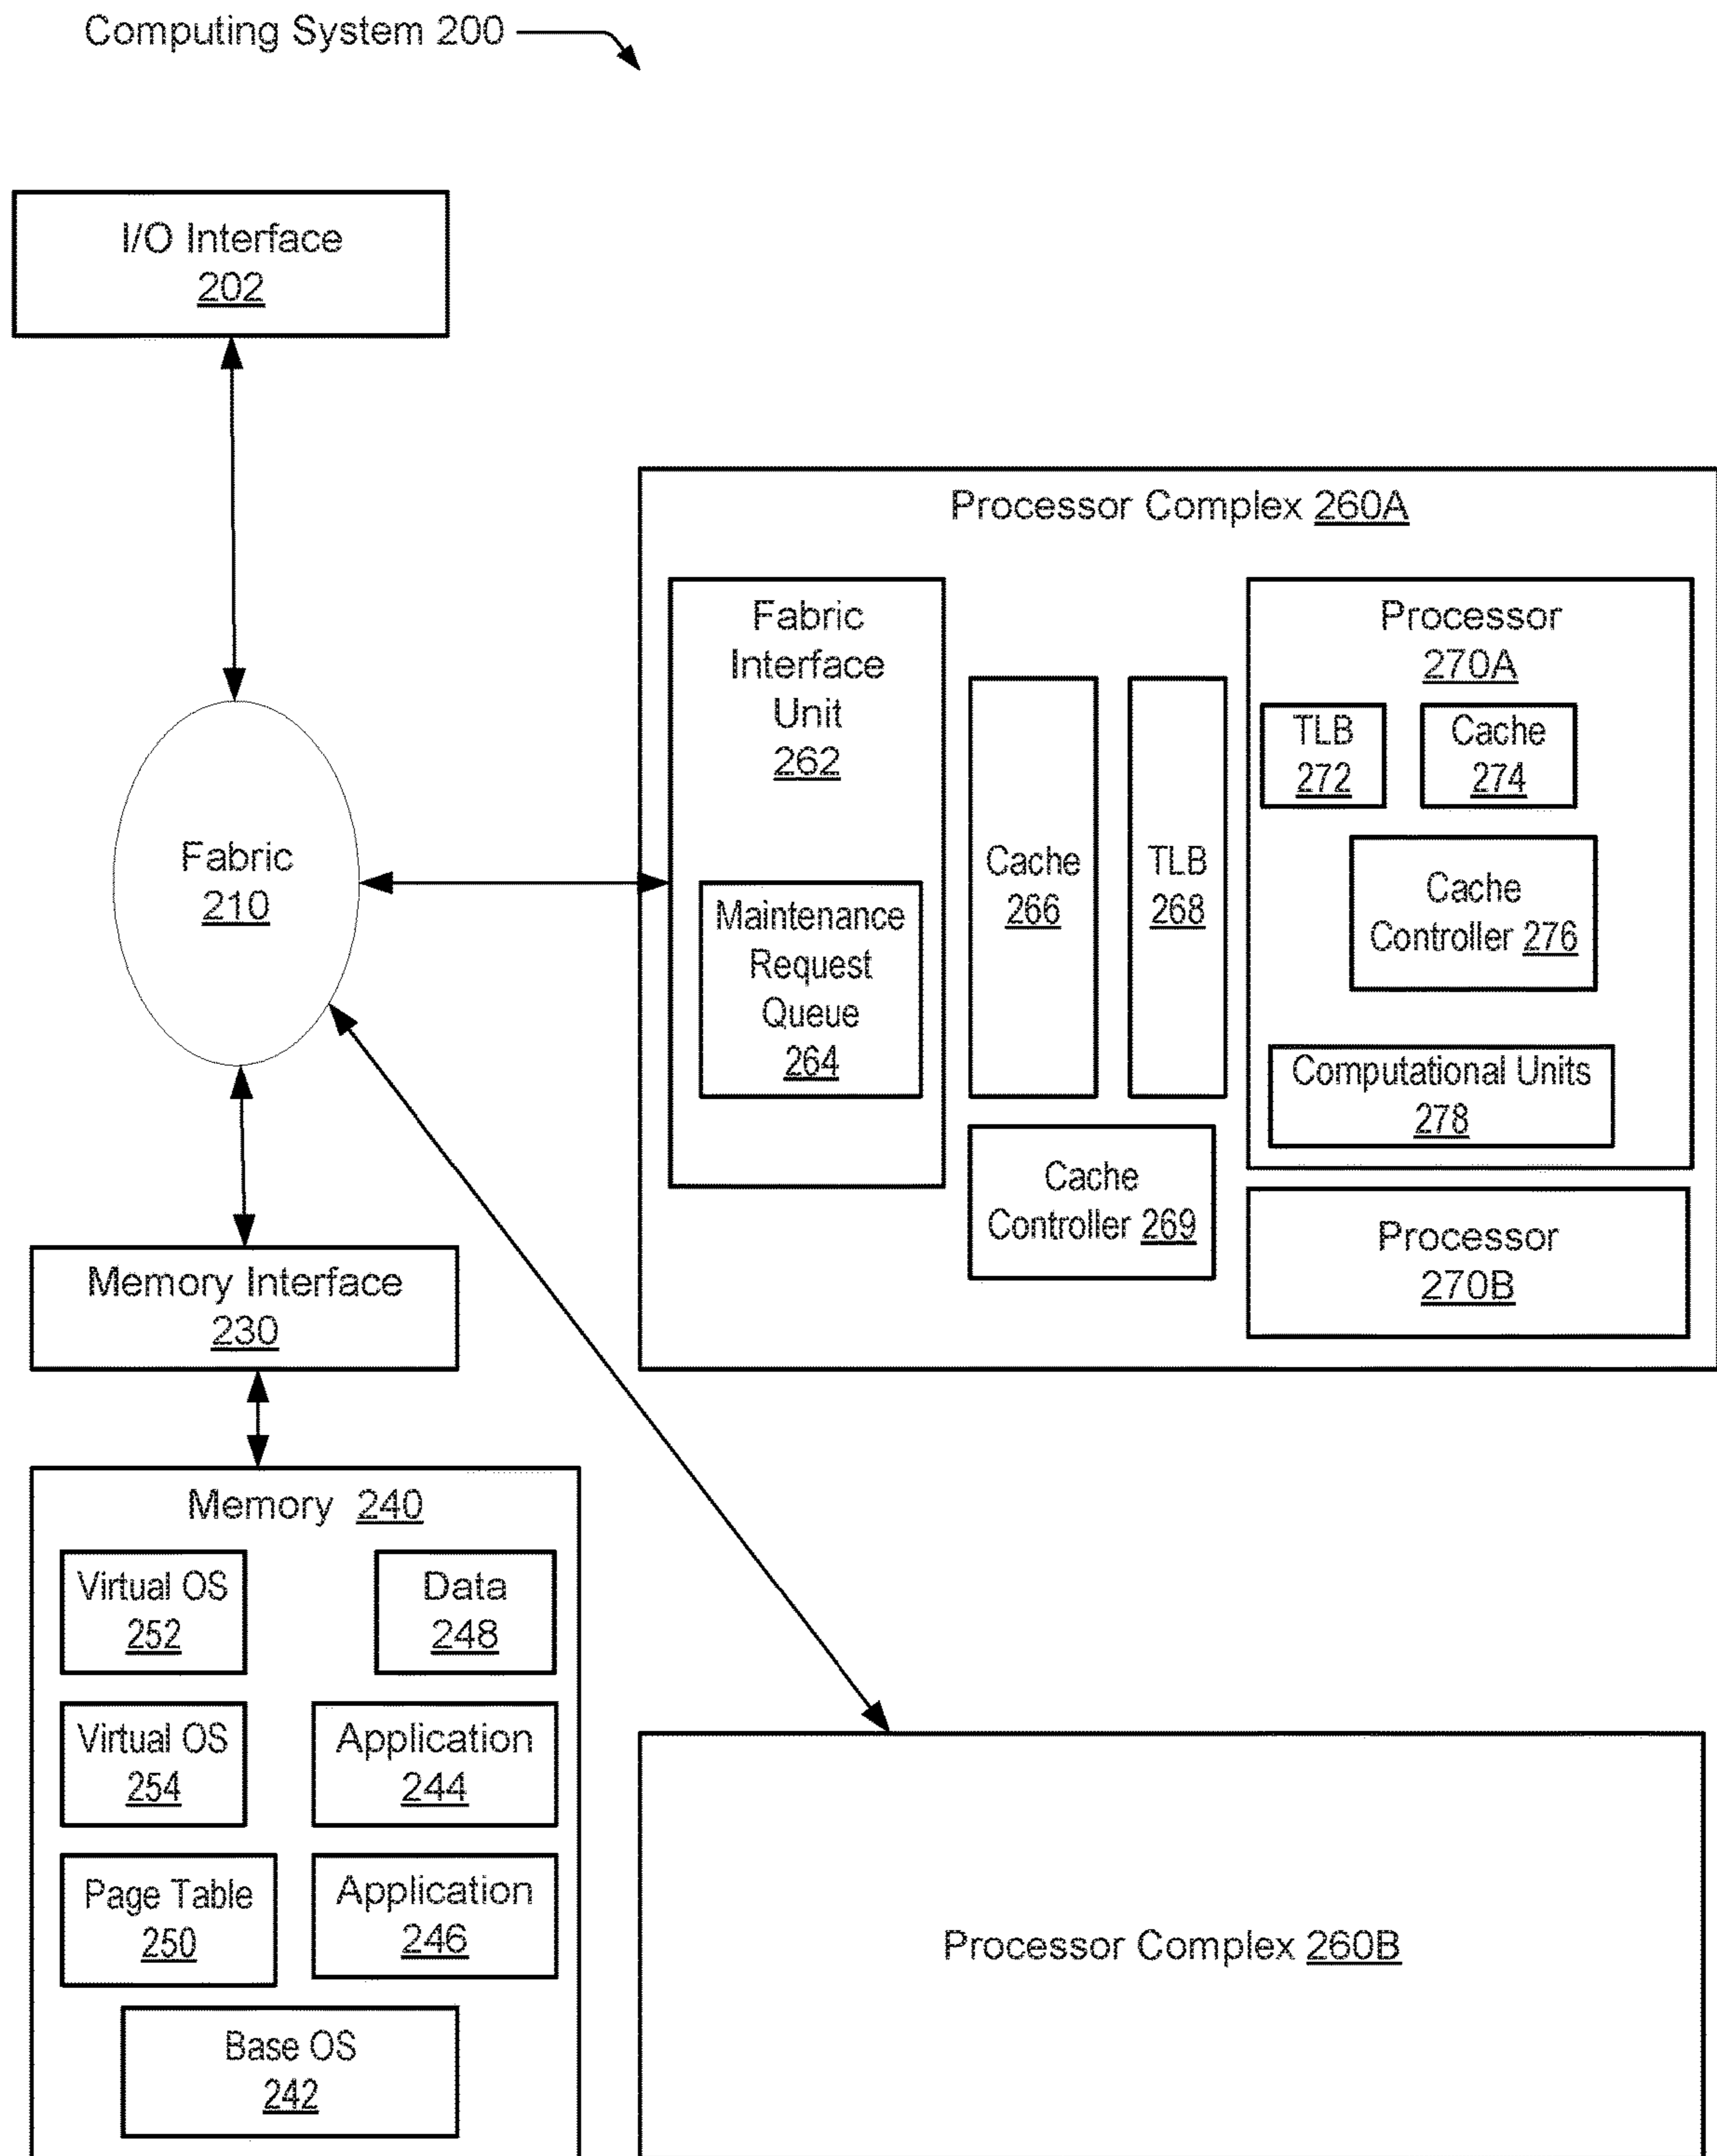 Computing System 200
I/O Interface
202
Processor Complex 260A
Fabric
Interface
Unit
262
Maintenance
Request
Queue
264
Cache
266
TLB
268
Cache
Controller 269
Processor
270A
TLB
272
Cache
274
Cache
Controller 276
Computational Units
278
Processor
270B
Fabric
210
Memory Interface
230
Memory 240
Virtual OS
252
Data
248
Virtual OS
254
Application
244
Page Table
250
Application
246
Base OS
242
Processor Complex 260B